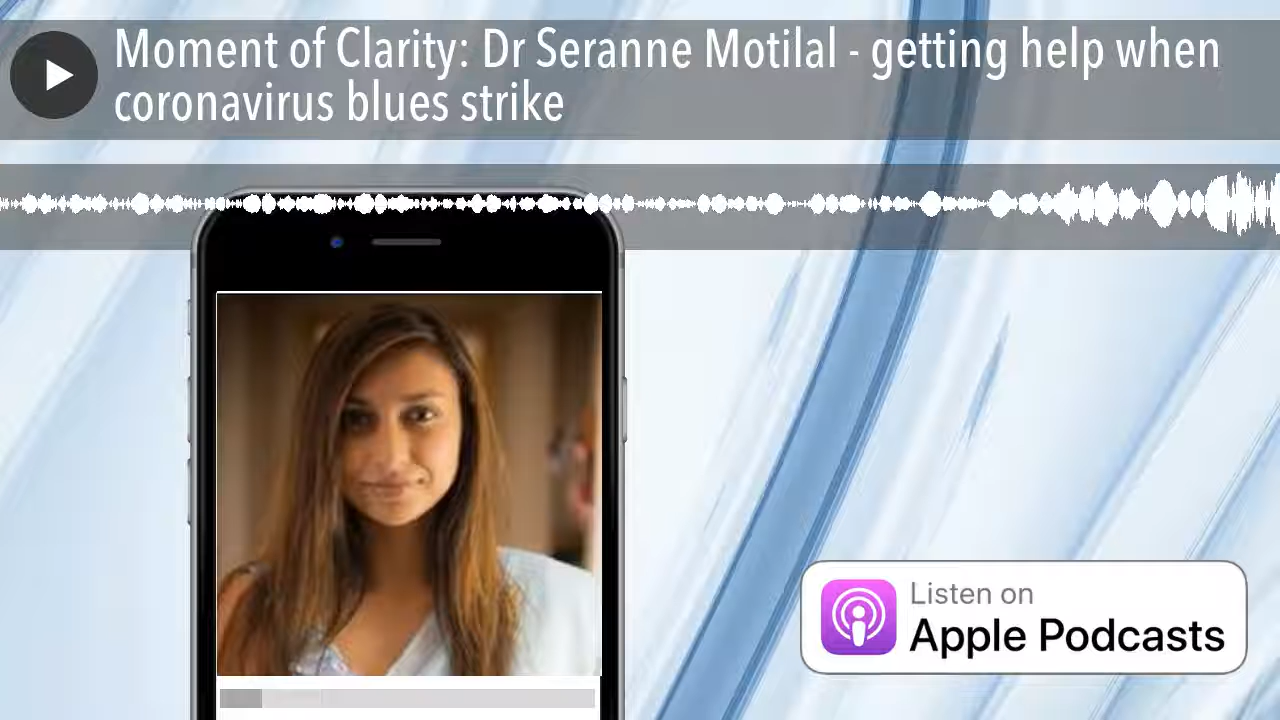 Moment of Clarity: Dr Seranne Motilal - getting help when
coronavirus blues strike
Listen on
Apple Podcasts